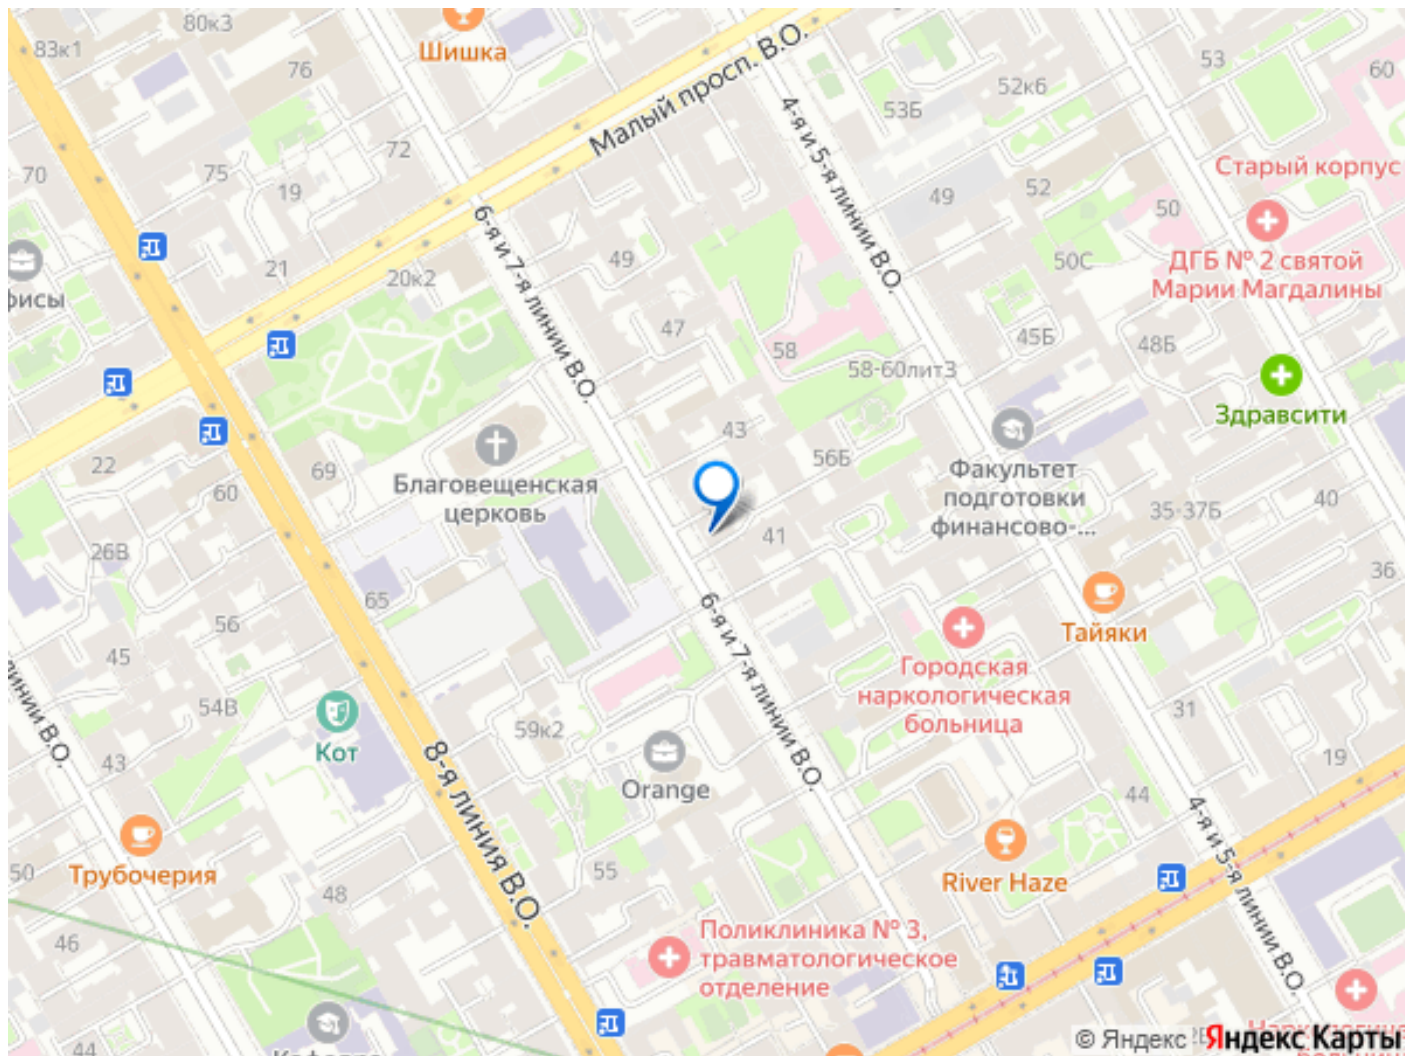 80к3
83к1
Шишка
76
Малый просп. В.О.
53
60
52к6
53Б
4-я и 5-я линии В.О.
72
75
70
19
Старый корпус
52
49
50
6-я и 7-я линии В.О.
ДГБ № 2 святой
Марии Магдалины
49
50С
21
20к2
фисы
47
45Б
48Б
58
58-60лит3
Здравсити
43
56Б
22
69
60
Благовещенская
церковь
Факультет
подготовки
финансово-...
35-37Б
40
41
26В
36
65
56
6-я и 7-я линии В.О.
Тайяки
45
Городская
наркологическая
больница
линии В.О.
54В
31
59к2
Кот
43
8-я линия В.О.
Orange
19
44
4-я и 5-я линии В.О.
Трубочерия
50
55
48
River Haze
46
Поликлиника № 3,
травматологическое
отделение
44
© Яндекс
Яндекс Карты